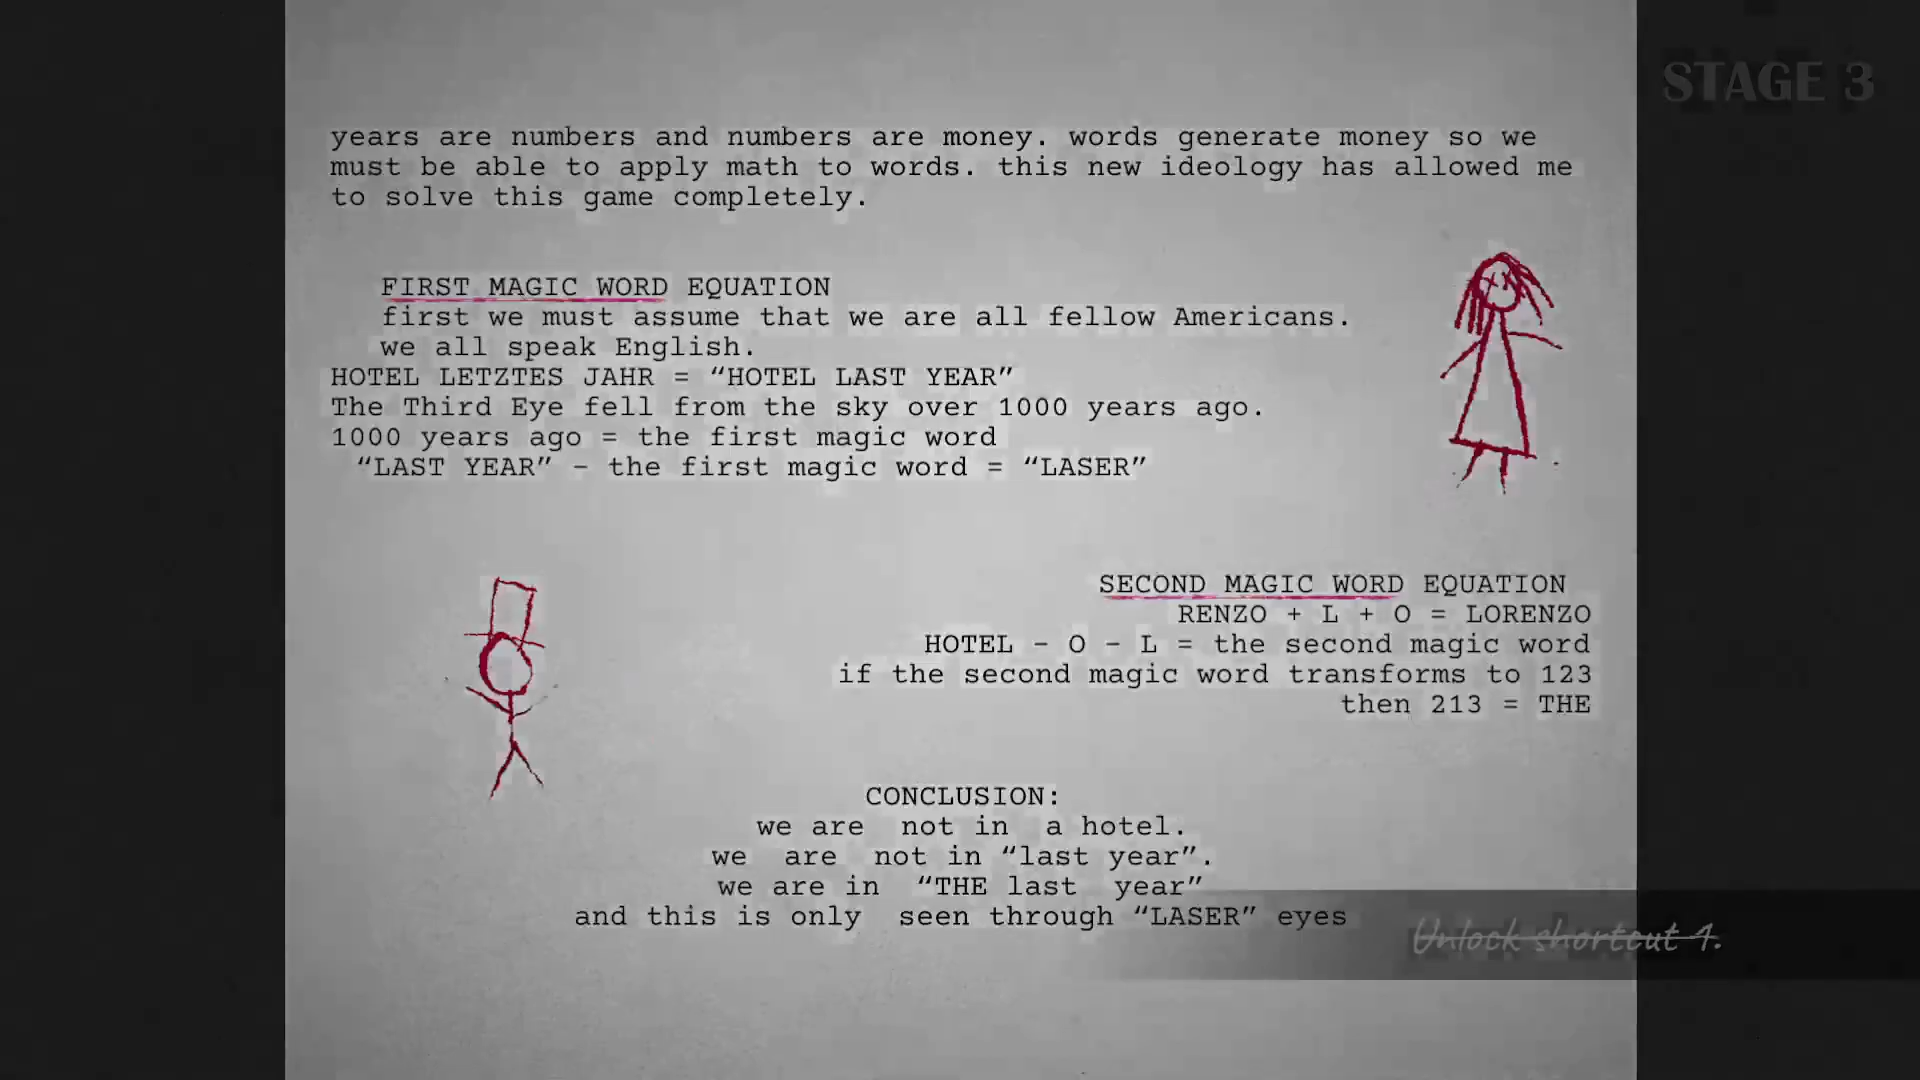 STAGE 3
years are numbers and numbers are money. words generate money so we
must be able to apply math to words. this new ideology has allowed me
to solve this game completely.
FIRST MAGIC WORD EQUATION
first we must assume that we are all fellow Americans.
we all speak English.
HOTEL LETZTES JAHR = “HOTEL LAST YEAR”
The Third Eye fell from the sky over 1000 years ago.
1000 years ago = the first magic word
“LAST YEAR” - the first magic word = “LASER”
SECOND MAGIC WORD EQUATION
RENZO + L + O = LORENZO
HOTEL - O - L = the second magic word
if the second magic word transforms to 123
then 213 = THE
CONCLUSION:
we are not in a hotel.
we are not in “last year”.
we are in “THE last year”
and this is only seen through “LASER” eyes
Unlock shortcut 1.